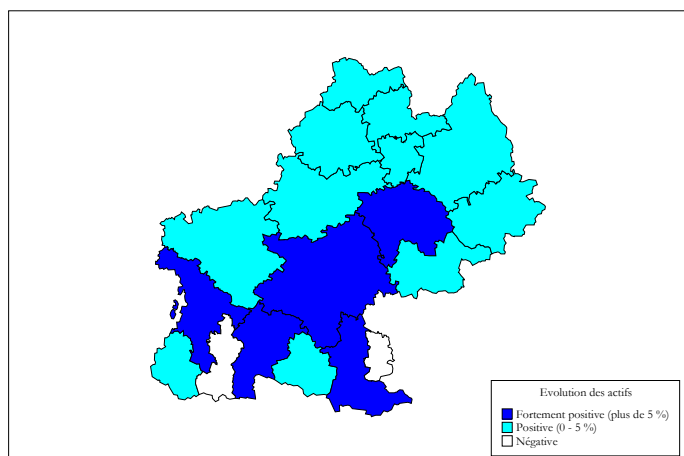 Evolution des actifs
Fortement positive (plus de 5 %)
Positive (0 - 5 %)
Négative